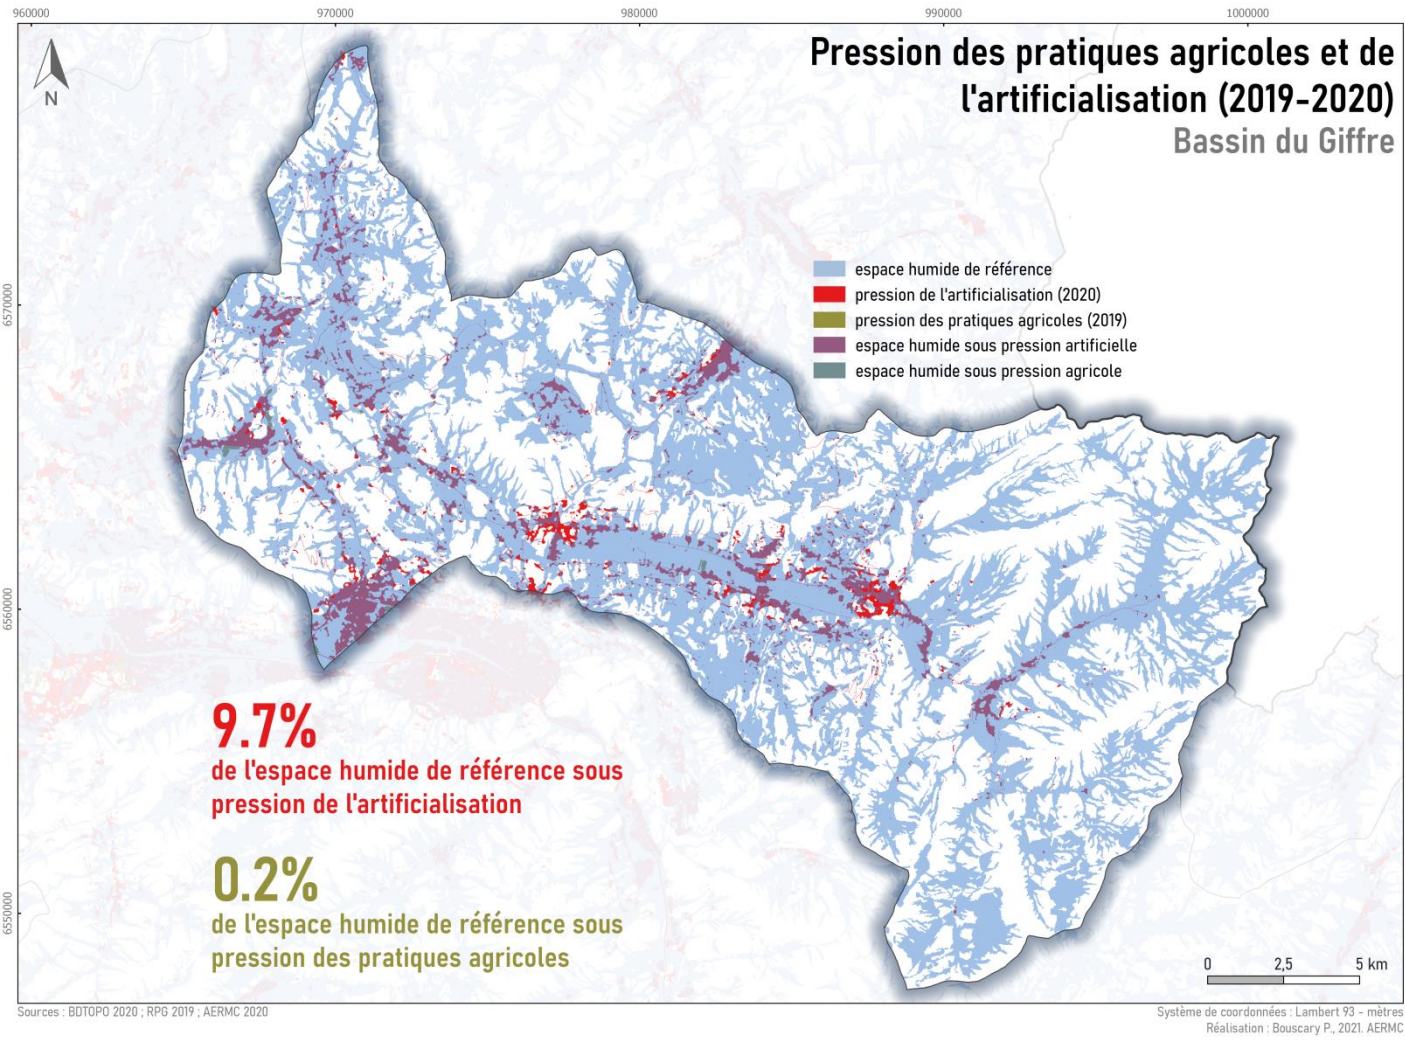 960000
970000
980000
990000
1000000
N
Pression des pratiques agricoles et de
l'artificialisation (2019-2020)
Bassin du Giffre
6570000
6560000
6550000
espace humide de référence
pression de l'artificialisation (2020)
pression des pratiques agricoles (2019)
espace humide sous pression artificielle
espace humide sous pression agricole
9.7%
de l'espace humide de référence sous
pression de l'artificialisation
0.2%
de l'espace humide de référence sous
pression des pratiques agricoles
0 2,5 5 km
Sources : BDTOPO 2020 ; RPG 2019 ; AERMC 2020
Système de coordonnées : Lambert 93 - mètres
Réalisation : Bouscary P., 2021. AERMC